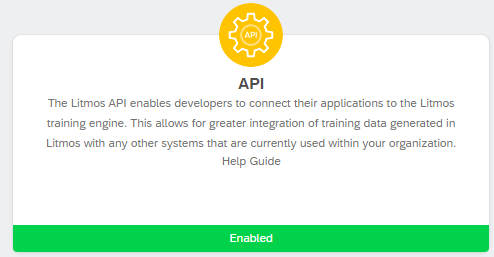 API
API
The Litmos API enables developers to connect their applications to the Litmos
training engine. This allows for greater integration of training data generated in
Litmos with any other systems that are currently used within your organization.
Help Guide
Enabled